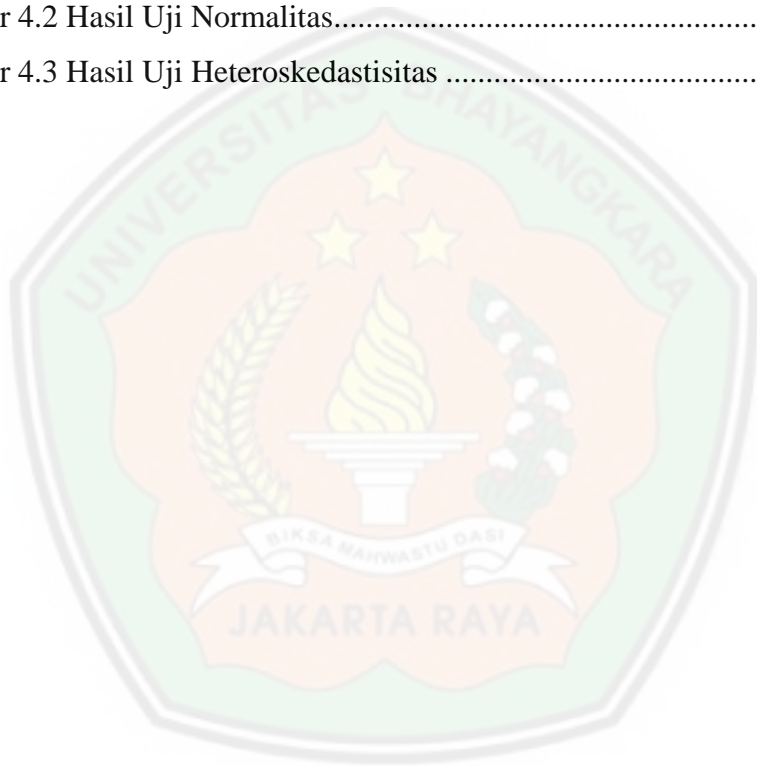 r 4.2 Hasil Uji Normalitas......................................................
r 4.3 Hasil Uji Heteroskedastisitas .......................................
UNIVERSITAS BHAYANGKARA
BIKSA MAHWASTU DASI
JAKARTA RAYA